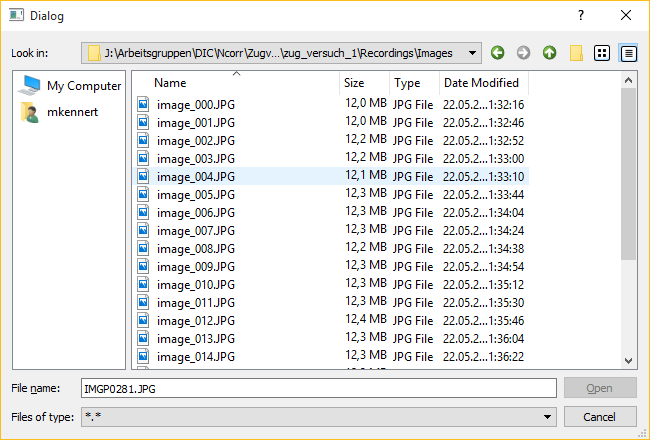 Dialog
Look in: J:\Arbeitsgruppen\DIC\Ncorr\Zugv...\zug_versuch_1\Recordings\Images
My Computer
mkennert
Name Size Type Date Modified
image_000.JPG 12,0 MB JPG File 22.05.2...1:32:16
image_001.JPG 12,0 MB JPG File 22.05.2...1:32:46
image_002.JPG 12,2 MB JPG File 22.05.2...1:32:52
image_003.JPG 12,2 MB JPG File 22.05.2...1:33:00
image_004.JPG 12,1 MB JPG File 22.05.2...1:33:10
image_005.JPG 12,3 MB JPG File 22.05.2...1:33:44
image_006.JPG 12,3 MB JPG File 22.05.2...1:34:04
image_007.JPG 12,3 MB JPG File 22.05.2...1:34:24
image_008.JPG 12,2 MB JPG File 22.05.2...1:34:38
image_009.JPG 12,3 MB JPG File 22.05.2...1:34:54
image_010.JPG 12,3 MB JPG File 22.05.2...1:35:12
image_011.JPG 12,3 MB JPG File 22.05.2...1:35:30
image_012.JPG 12,4 MB JPG File 22.05.2...1:35:46
image_013.JPG 12,3 MB JPG File 22.05.2...1:36:04
image_014.JPG 12,3 MB JPG File 22.05.2...1:36:22
File name: IMGP0281.JPG Open
Files of type: *.* Cancel